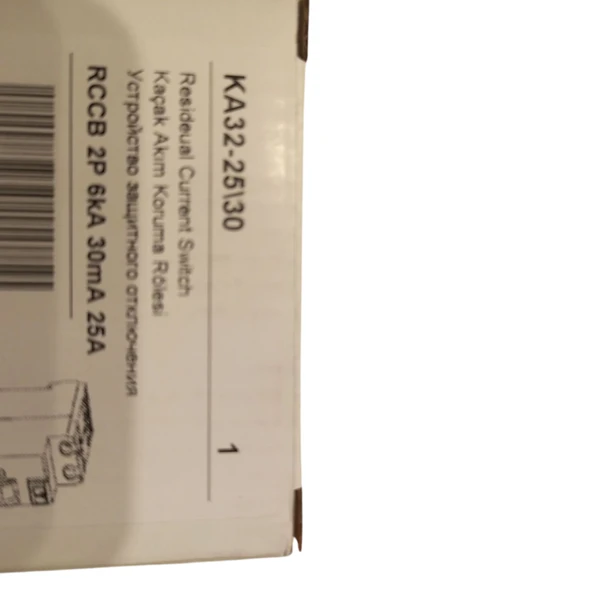 KA32-25\30 1
Resideual Current Switch
Kaçak Akım Koruma Rölesi
Устройство защитного отключения
RCCB 2P 6kA 30mA 25A